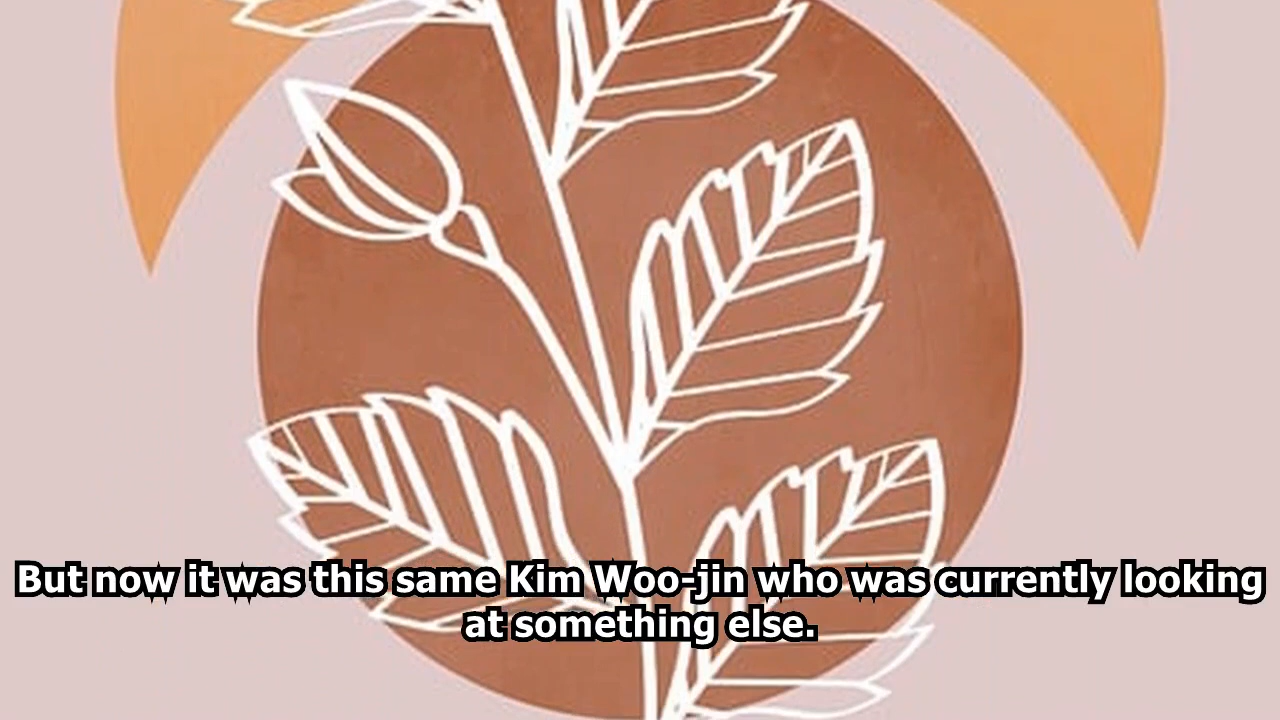 But now it was this same Kim Woo-jin who was currently looking
at something else.